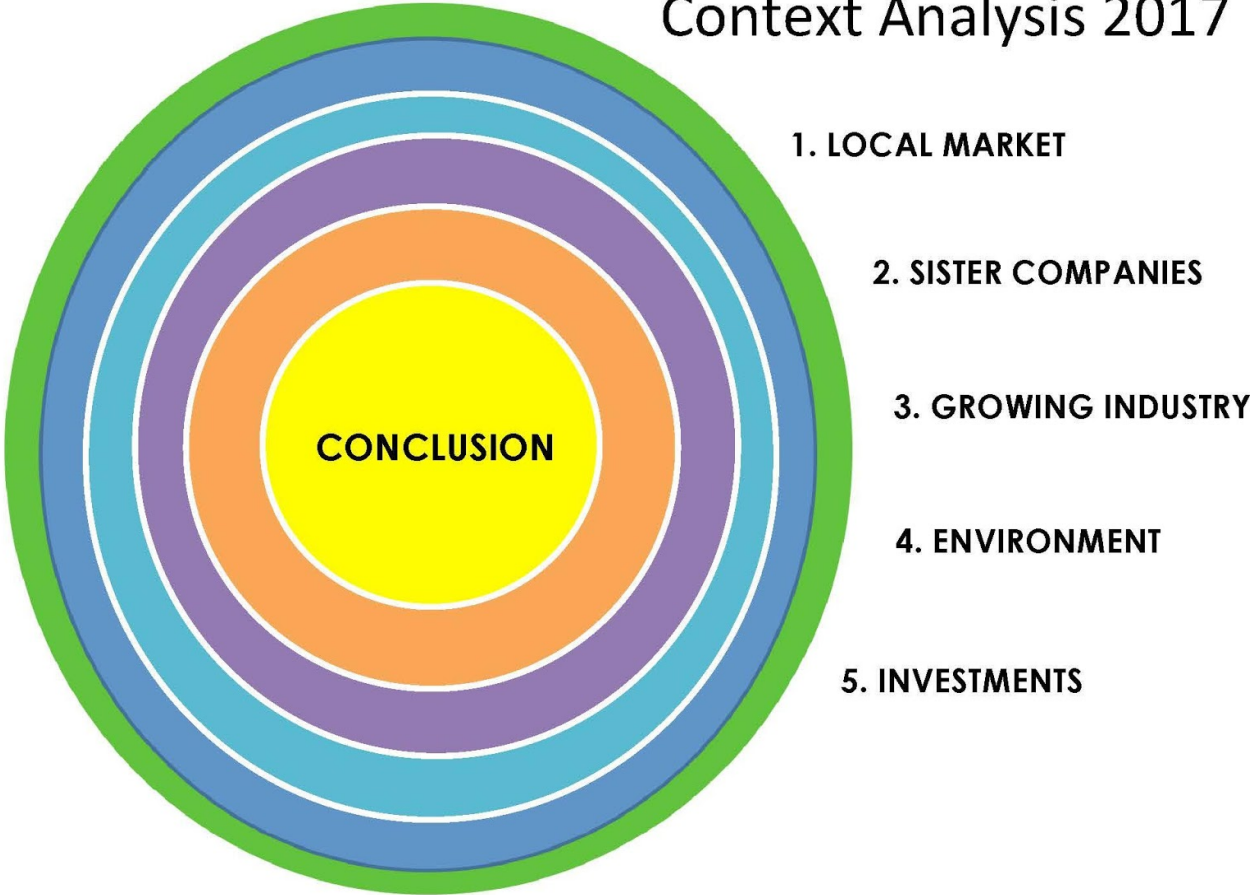 Context Analysis 2017
1. LOCAL MARKET
2. SISTER COMPANIES
3. GROWING INDUSTRY
CONCLUSION
4. ENVIRONMENT
5. INVESTMENTS